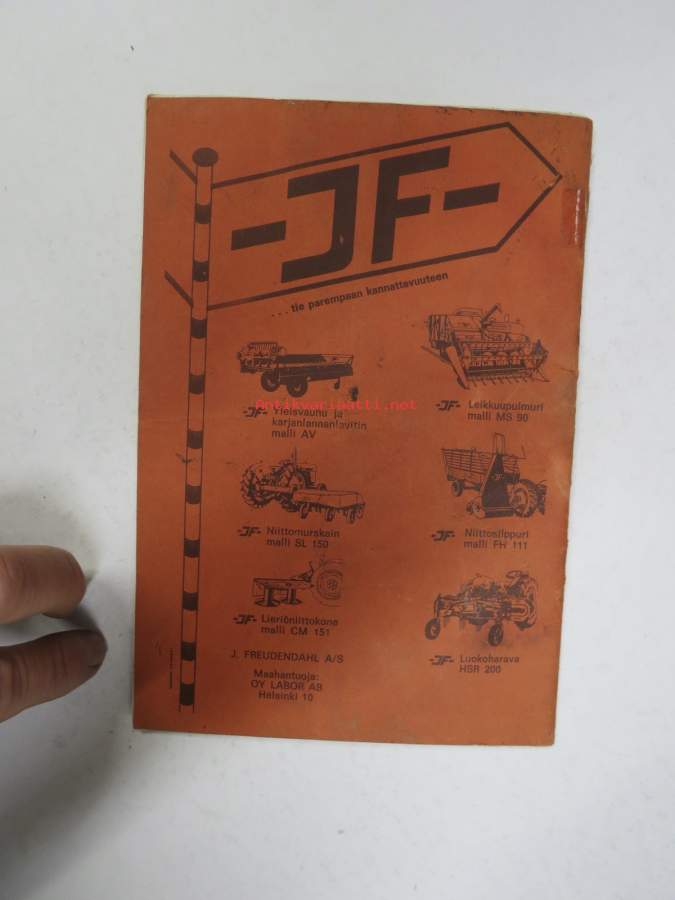 -JF-
...tie parempaan kannattavuuteen
-JF- Yleisvaunu ja
karjanlannanlevitin
malli AV
-JF- Leikkuupuimuri
malli MS 90
-JF- Niittomurskain
malli SL 150
-JF- Niittosilppuri
malli FH 111
-JF- Lieriöniittokone
malli CM 151
-JF- Luokoharava
HSR 200
J. FREUDENDAHL A/S
Maahantuoja:
OY LABOR AB
Helsinki 10
Antikvariaatti.net